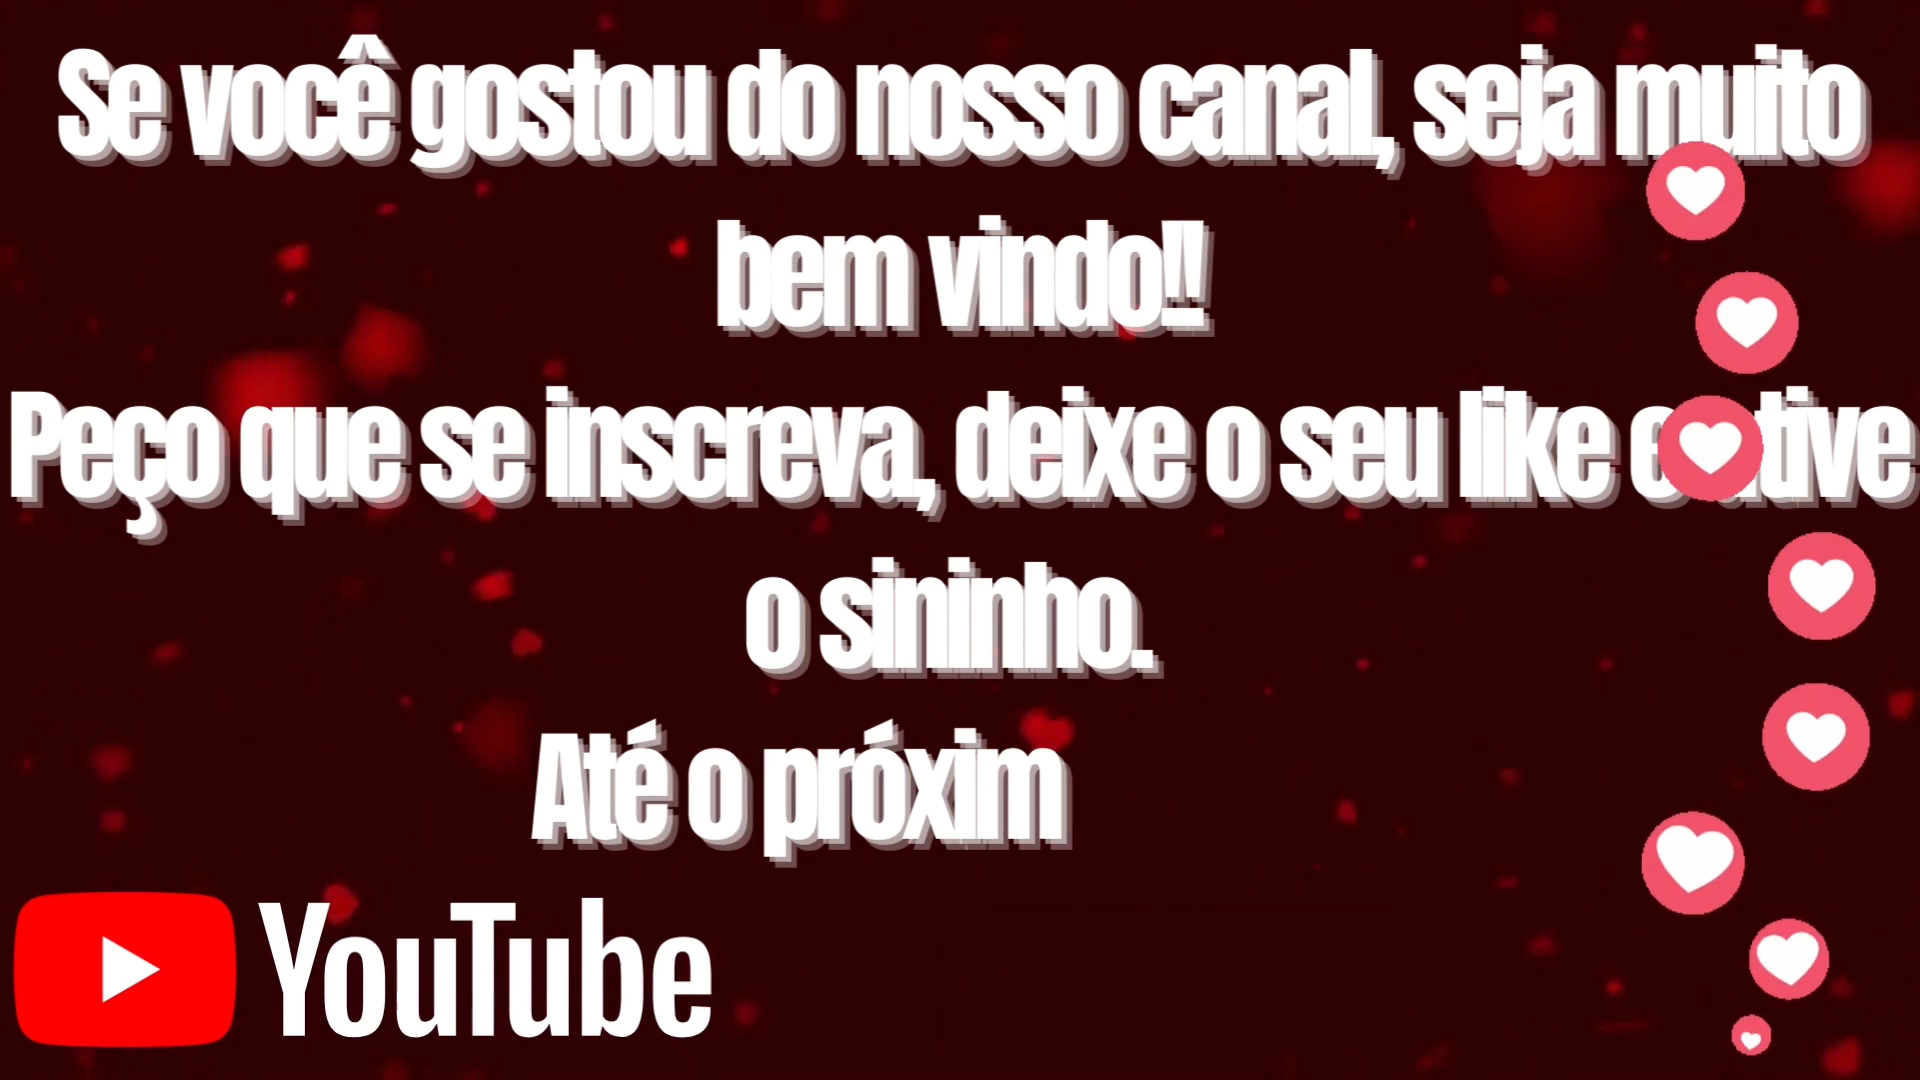 Se você gostou do nosso canal, seja muito
bem vindo!!
Peço que se inscreva, deixe o seu like e ative
o sininho.
Até o próxim
YouTube